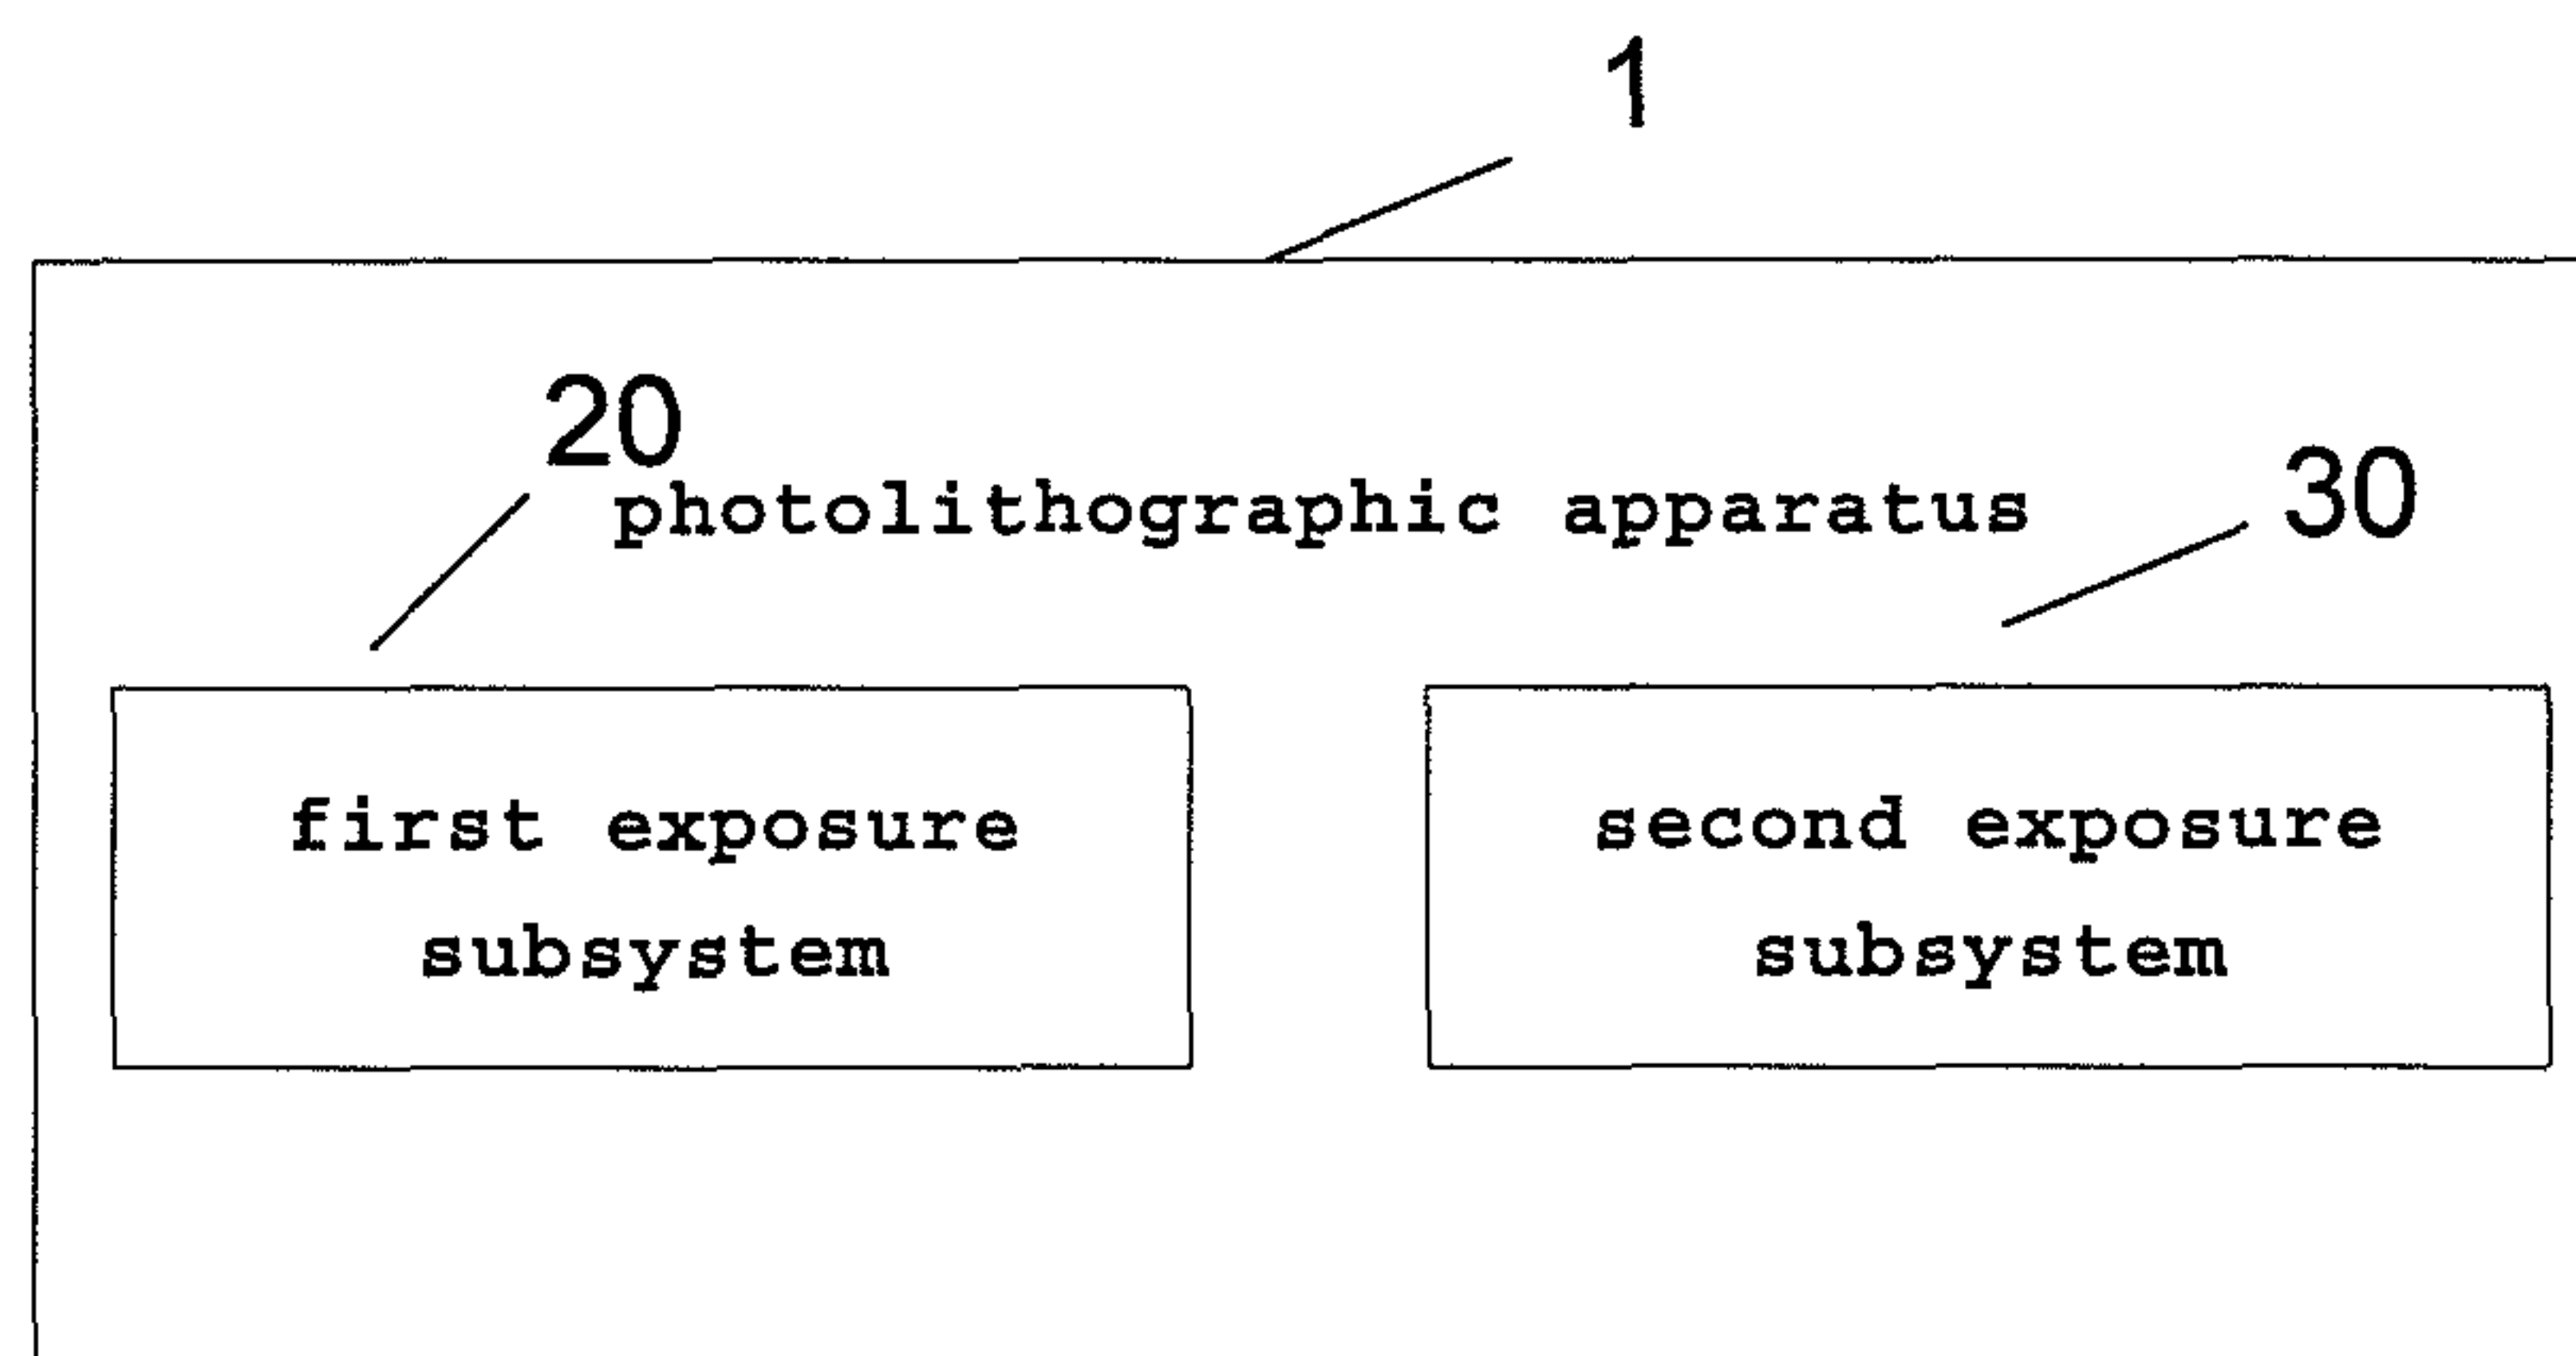 1
20
photolithographic apparatus
30
first exposure
subsystem
second exposure
subsystem